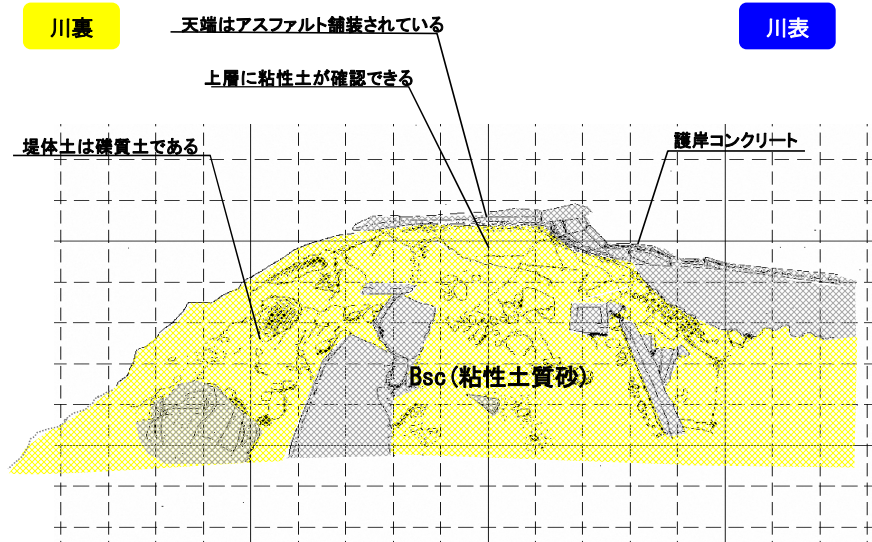 川裏
天端はアスファルト舗装されている
川表
上層に粘性土が確認できる
堤体土は礫質土である
護岸コンクリート
Bsc(粘性土質砂)